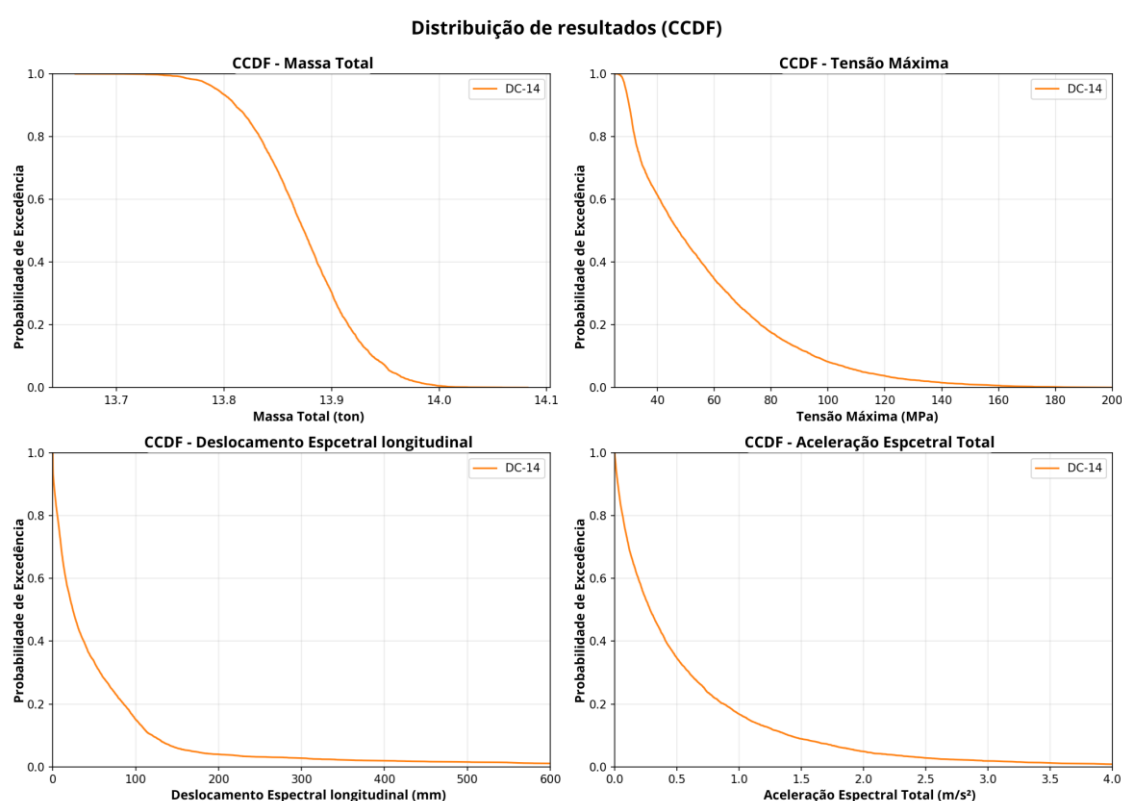 Distribuição de resultados (CCDF)
CCDF - Massa Total
1.0
0.8
0.6
0.4
0.2
0.0
Probabilidade de Excedência
DC-14
13.7 13.8 13.9 14.0 14.1
Massa Total (ton)
CCDF - Tensão Máxima
1.0
0.8
0.6
0.4
0.2
0.0
Probabilidade de Excedência
DC-14
40 60 80 100 120 140 160 180 200
Tensão Máxima (MPa)
CCDF - Deslocamento Espcetral longitudinal
1.0
0.8
0.6
0.4
0.2
0.0
Probabilidade de Excedência
DC-14
0 100 200 300 400 500 600
Deslocamento Espectral longitudinal (mm)
CCDF - Aceleração Espcetral Total
1.0
0.8
0.6
0.4
0.2
0.0
Probabilidade de Excedência
DC-14
0.0 0.5 1.0 1.5 2.0 2.5 3.0 3.5 4.0
Aceleração Espectral Total (m/s²)